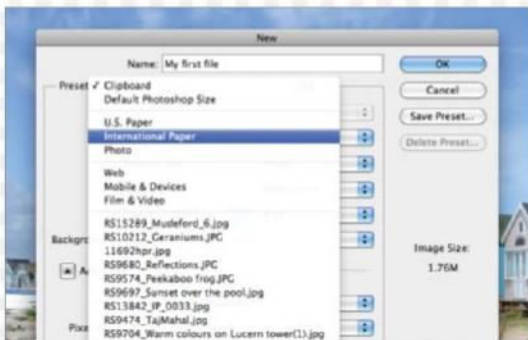 New
Name: My first file
OK
Preset ✓ Clipboard
Cancel
Default Photoshop Size
Save Preset...
U.S. Paper
International Paper
Delete Preset...
Photo
Web
Mobile & Devices
Film & Video
RS15289_Mudeford_6.jpg
Backgro
RS10212_Geraniums.JPG
11692hpr.jpg
Image Size:
RS9680_Reflections.JPG
1.76M
A
RS9574_Peekaboo frog.JPG
RS9697_Sunset over the pool.jpg
RS13842_IP_0033.jpg
RS9474_TajMahal.jpg
Pixe
RS9704_Warm colours on Lucern tower(1).jpg